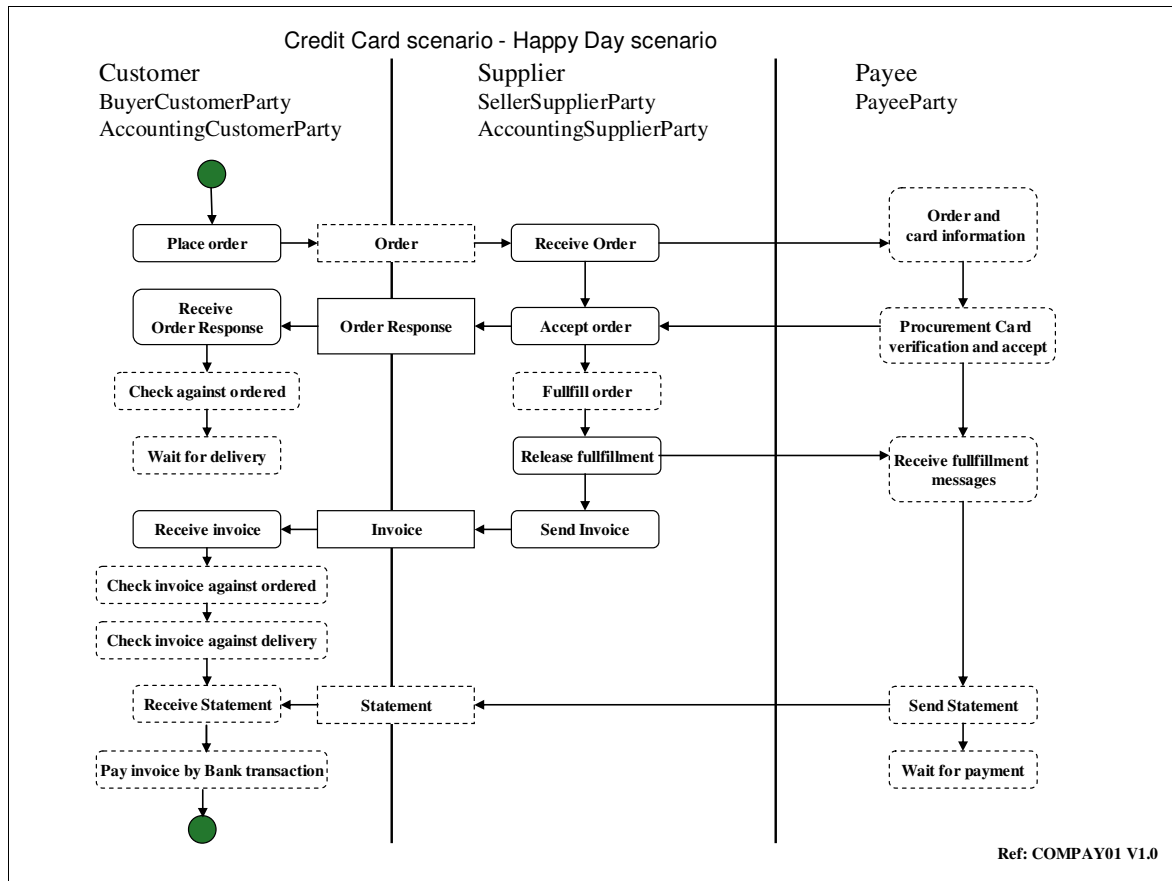 Credit Card scenario - Happy Day scenario
Customer
BuyerCustomerParty
AccountingCustomerParty
Supplier
SellerSupplierParty
AccountingSupplierParty
Payee
PayeeParty
Place order
Order
Receive Order
Order and
card information
Receive
Order Response
Order Response
Accept order
Procurement Card
verification and accept
Check against ordered
Fullfill order
Wait for delivery
Release fullfillment
Receive fullfillment
messages
Receive invoice
Invoice
Send Invoice
Check invoice against ordered
Check invoice against delivery
Receive Statement
Statement
Send Statement
Pay invoice by Bank transaction
Wait for payment
Ref: COMPAY01 V1.0